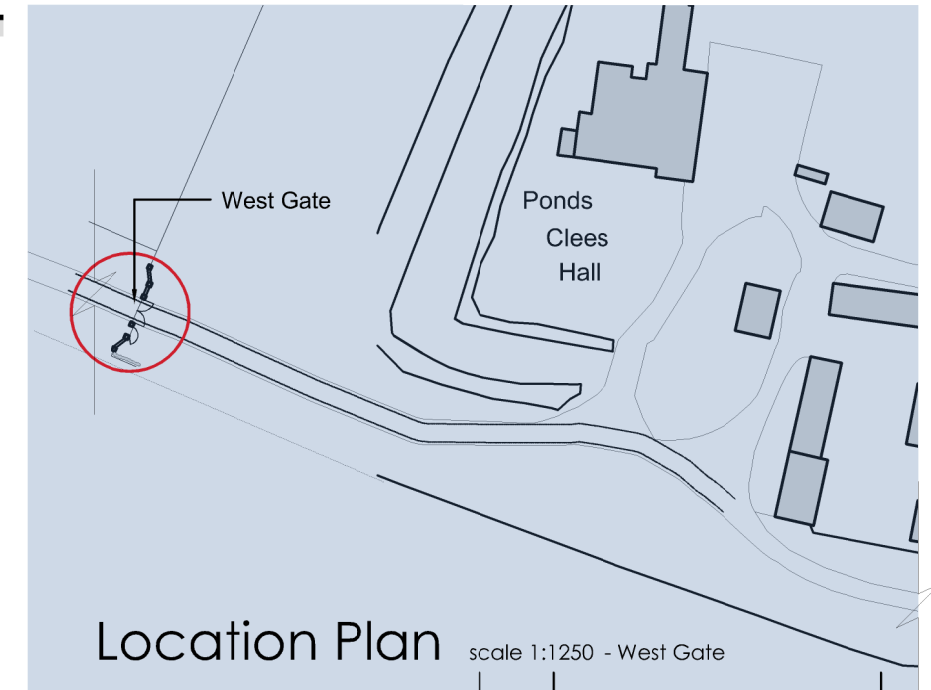 West Gate
Ponds
Clees
Hall
Location Plan scale 1:1250 - West Gate